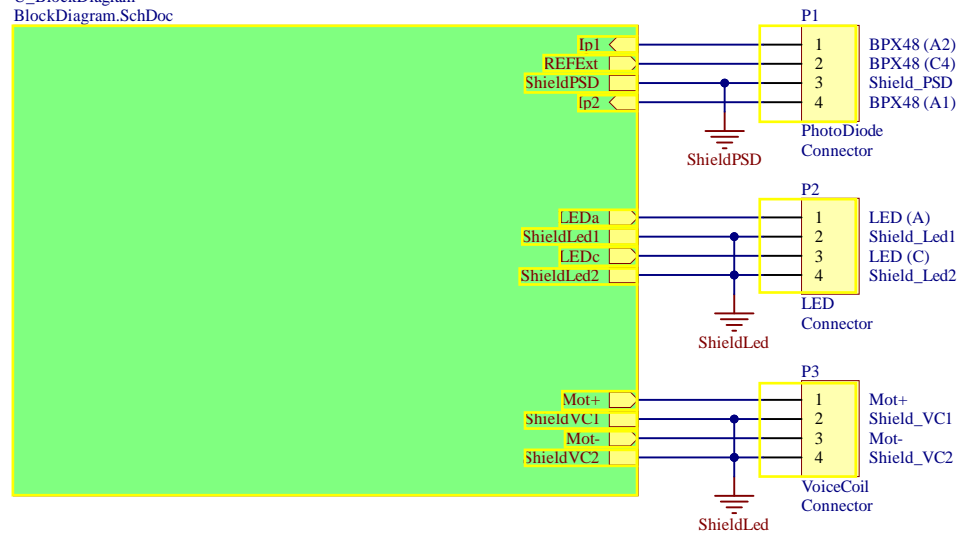 U_BlockDiagram
BlockDiagram.SchDoc
P1
Ip1 1 BPX48 (A2)
REFExt 2 BPX48 (C4)
ShieldPSD 3 Shield_PSD
Ip2 4 BPX48 (A1)
PhotoDiode
Connector
ShieldPSD
P2
LEDa 1 LED (A)
ShieldLed1 2 Shield_Led1
LEDc 3 LED (C)
ShieldLed2 4 Shield_Led2
LED
Connector
ShieldLed
P3
Mot+ 1 Mot+
ShieldVC1 2 Shield_VC1
Mot- 3 Mot-
ShieldVC2 4 Shield_VC2
VoiceCoil
Connector
ShieldLed